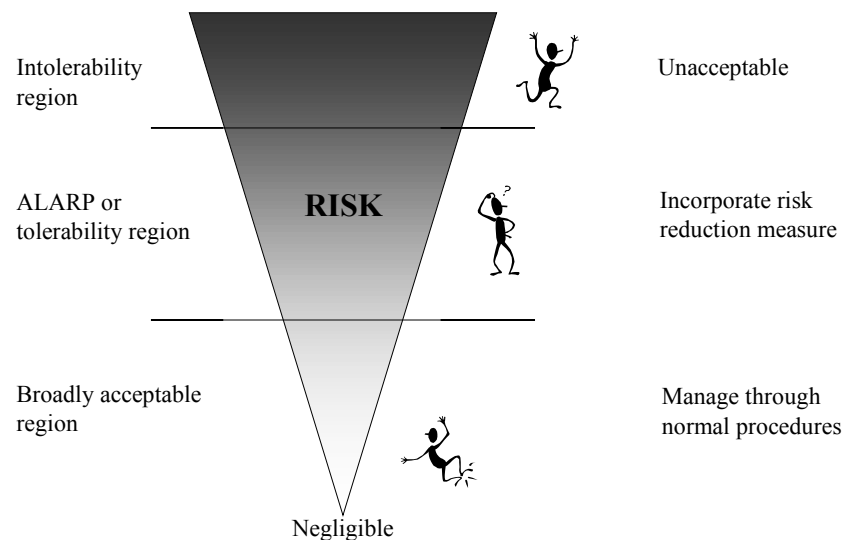 Intolerability
region
Unacceptable
?
ALARP or
tolerability region
RISK
Incorporate risk
reduction measure
Broadly acceptable
region
Manage through
normal procedures
Negligible